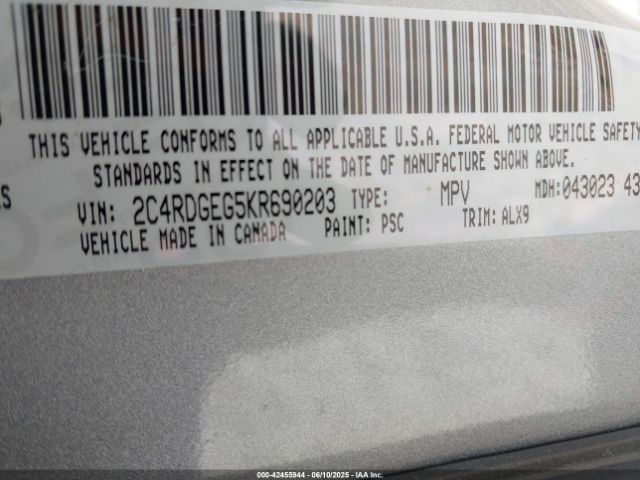 THIS VEHICLE CONFORMS TO ALL APPLICABLE U.S.A. FEDERAL MOTOR VEHICLE SAFETY
STANDARDS IN EFFECT ON THE DATE OF MANUFACTURE SHOWN ABOVE.
VIN: 2C4RDGEG5KR690203 TYPE: MPV MDH:043023 43
VEHICLE MADE IN CANADA PAINT: PSC TRIM: ALX9
000-42455944 - 06/10/2025 - IAA Inc.